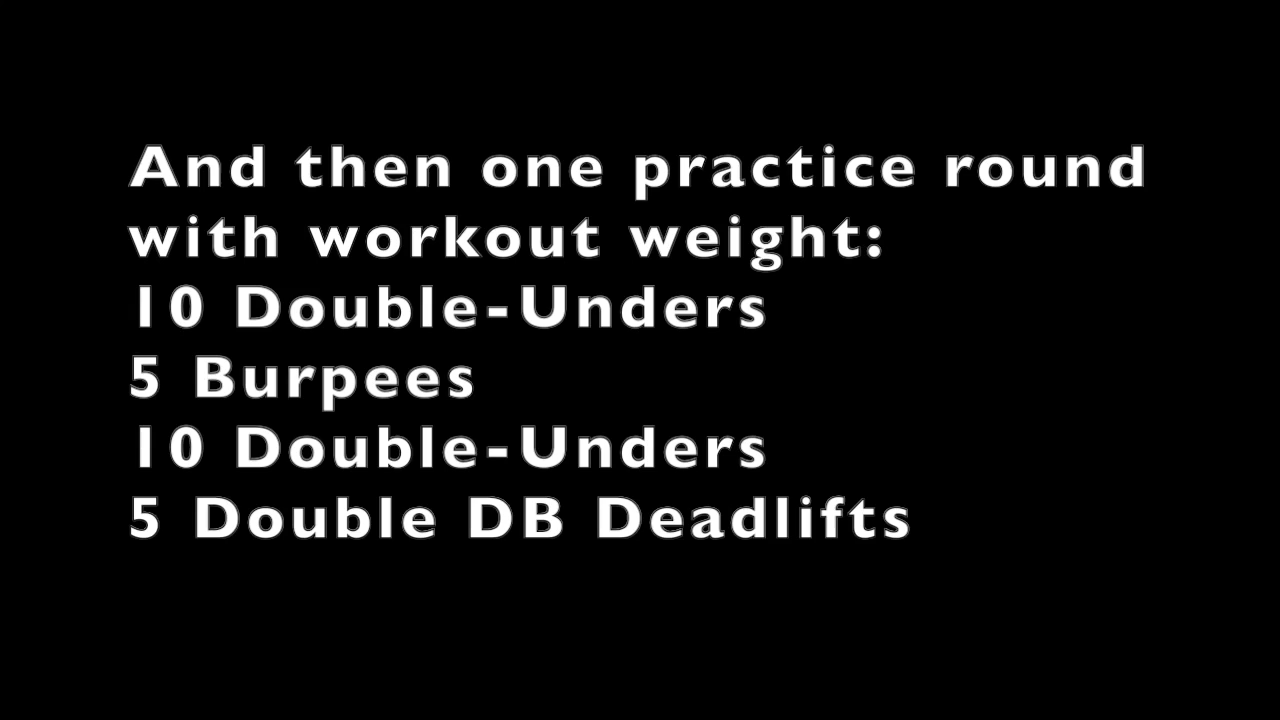 And then one practice round
with workout weight:
10 Double-Unders
5 Burpees
10 Double-Unders
5 Double DB Deadlifts